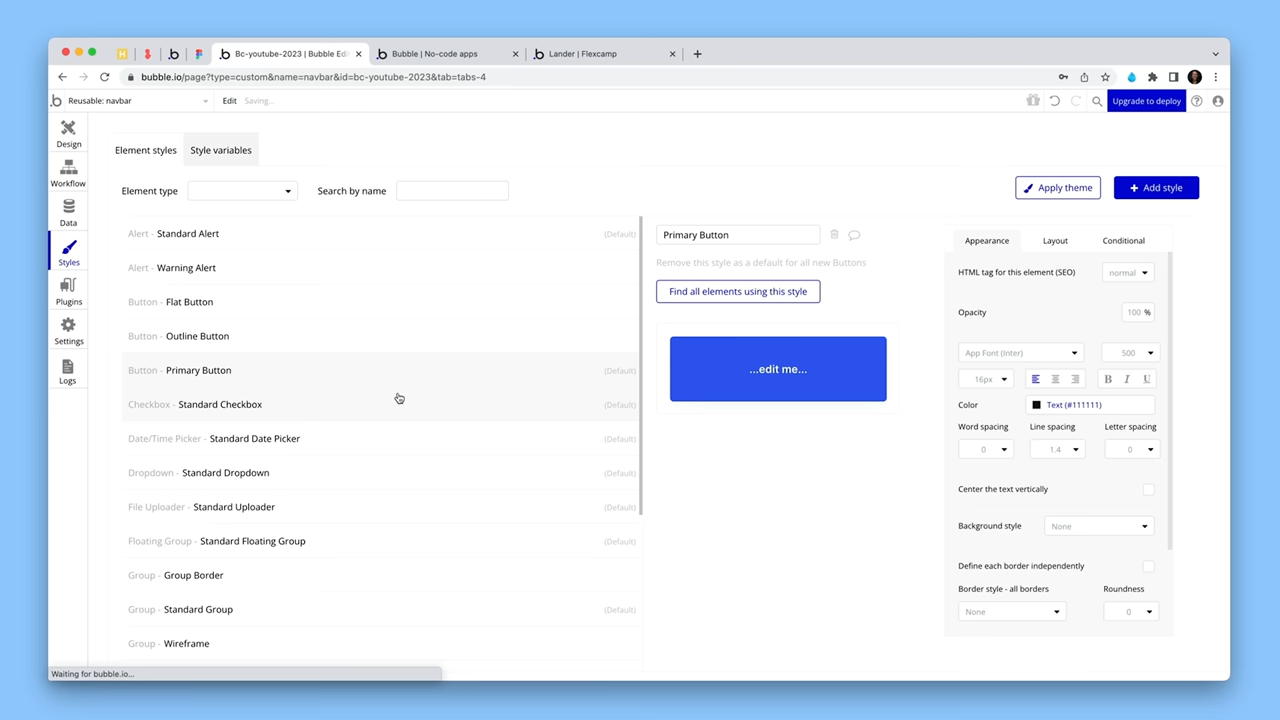 Bc-youtube-2023 | Bubble Edi
Bubble | No-code apps
Lander | Flexcamp
bubble.io/page?type=custom&name=navbar&id=bc-youtube-2023&tab=tabs-4
Reusable: navbar
Edit
Saving...
Upgrade to deploy
Design
Workflow
Data
Styles
Plugins
Settings
Logs
Element styles
Style variables
Element type
Search by name
Apply theme
Add style
Alert - Standard Alert (Default)
Alert - Warning Alert
Button - Flat Button
Button - Outline Button
Button - Primary Button (Default)
Checkbox - Standard Checkbox (Default)
Date/Time Picker - Standard Date Picker (Default)
Dropdown - Standard Dropdown (Default)
File Uploader - Standard Uploader (Default)
Floating Group - Standard Floating Group (Default)
Group - Group Border
Group - Standard Group (Default)
Group - Wireframe
Primary Button
Remove this style as a default for all new Buttons
Find all elements using this style
...edit me...
Appearance
Layout
Conditional
HTML tag for this element (SEO) normal
Opacity 100 %
App Font (Inter) 500
16px B I U
Color Text (#111111)
Word spacing Line spacing Letter spacing
0 1.4 0
Center the text vertically
Background style None
Define each border independently
Border style - all borders Roundness
None 0
Waiting for bubble.io...